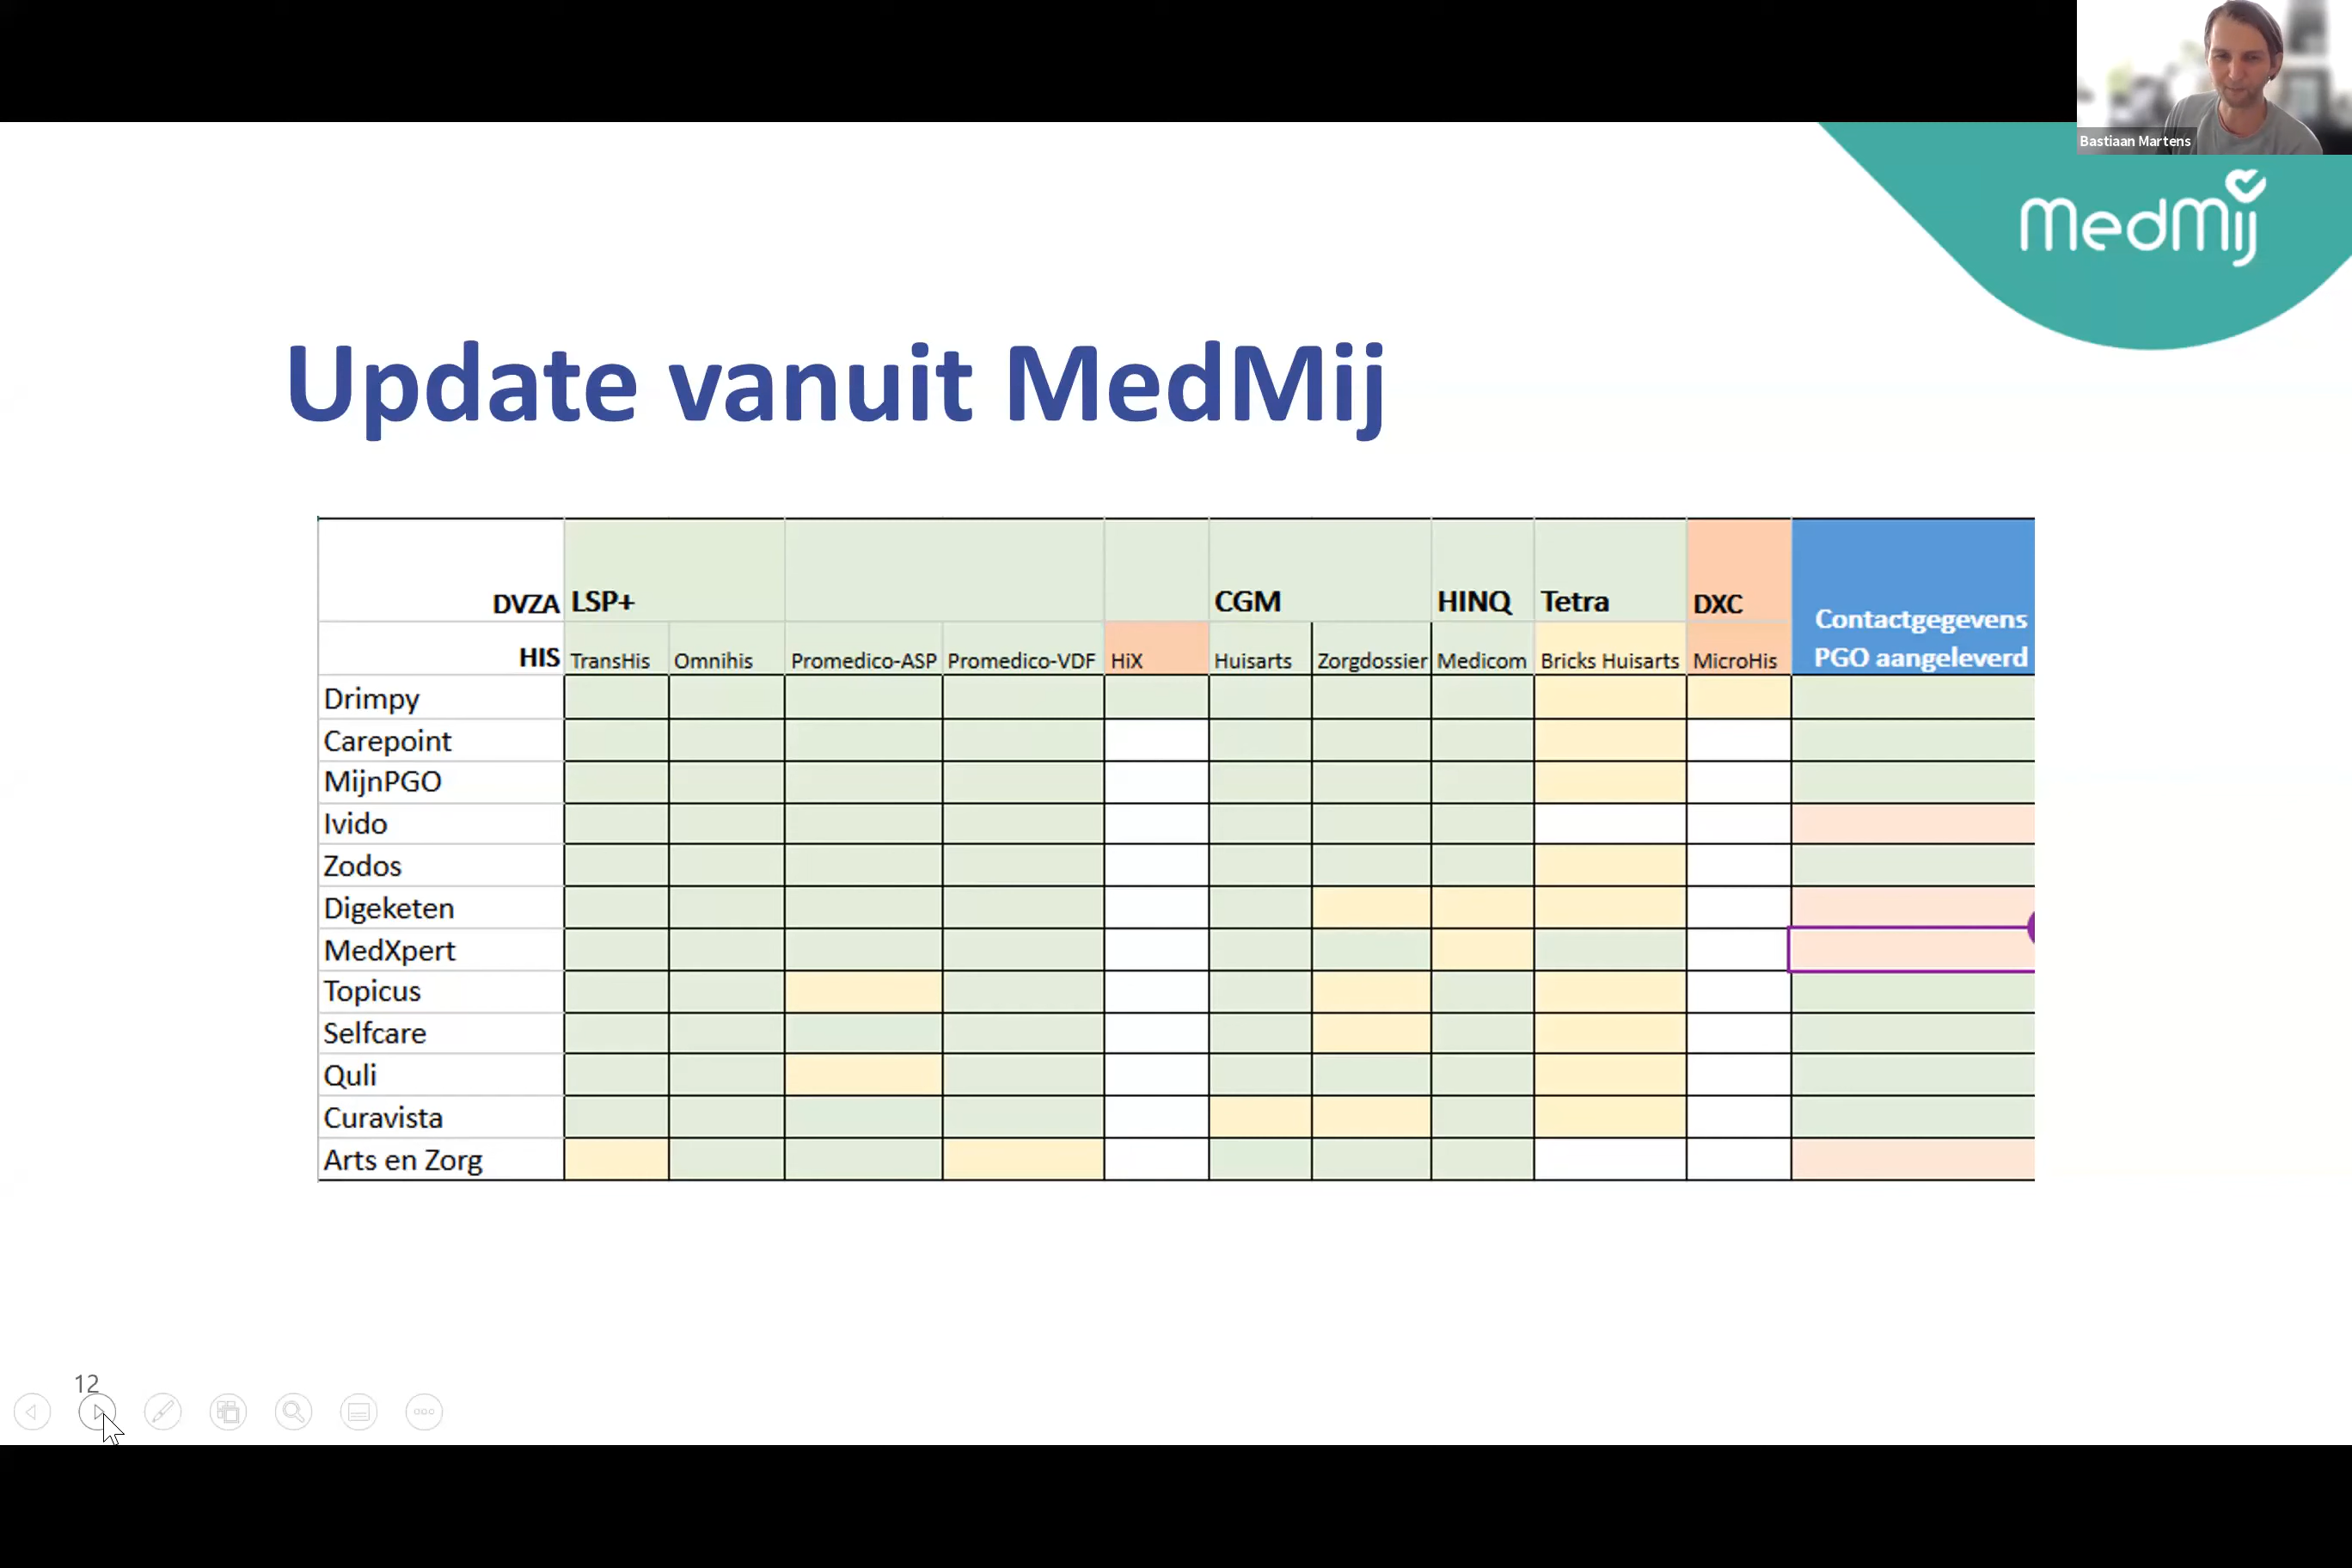 Bastiaan Martens
MedMij
Update vanuit MedMij
DVZA LSP+ CGM HINQ Tetra DXC Contactgegevens PGO aangeleverd
HIS TransHis Omnihis Promedico-ASP Promedico-VDF HiX Huisarts Zorgdossier Medicom Bricks Huisarts MicroHis
Drimpy
Carepoint
MijnPGO
Ivido
Zodos
Digeketen
MedXpert
Topicus
Selfcare
Quli
Curavista
Arts en Zorg
12